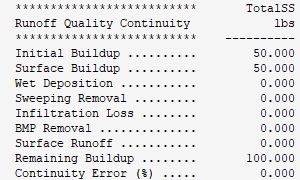 ************************** TotalSS
Runoff Quality Continuity lbs
************************** ----------
Initial Buildup .......... 50.000
Surface Buildup .......... 50.000
Wet Deposition ........... 0.000
Sweeping Removal ......... 0.000
Infiltration Loss ........ 0.000
BMP Removal .............. 0.000
Surface Runoff ........... 0.000
Remaining Buildup ........ 100.000
Continuity Error (%) ..... 0.000